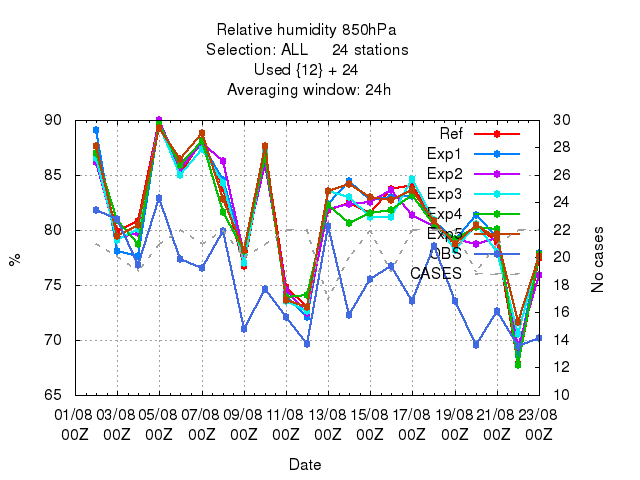 Relative humidity 850hPa
Selection: ALL 24 stations
Used {12} + 24
Averaging window: 24h
90 30
Ref
28
Exp1
85 26
Exp2
Exp3
24
Exp4
80 22
Exp5
OBS
20
% No cases
CASES
75 18
16
70 14
12
65 10
01/08 03/08 05/08 07/08 09/08 11/08 13/08 15/08 17/08 19/08 21/08 23/08
00Z 00Z 00Z 00Z 00Z 00Z 00Z 00Z 00Z 00Z 00Z 00Z
Date